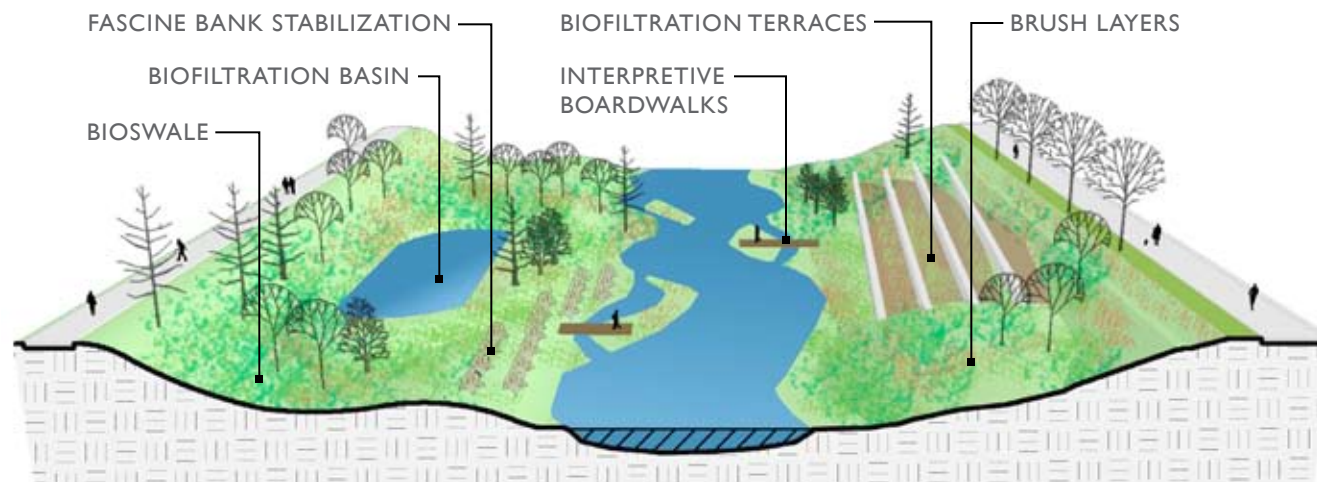 FASCINE BANK STABILIZATION
BIOFILTRATION TERRACES
BRUSH LAYERS
BIOFILTRATION BASIN
INTERPRETIVE
BOARDWALKS
BIOSWALE